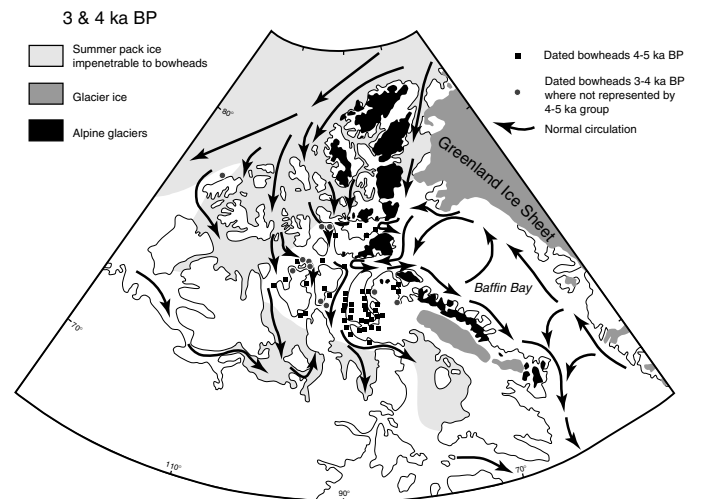 3 & 4 ka BP
Summer pack ice
impenetrable to bowheads
Glacier ice
Alpine glaciers
Dated bowheads 4-5 ka BP
Dated bowheads 3-4 ka BP
where not represented by
4-5 ka group
Normal circulation
80°
Greenland Ice Sheet
Baffin Bay
70°
110°
90°
70°